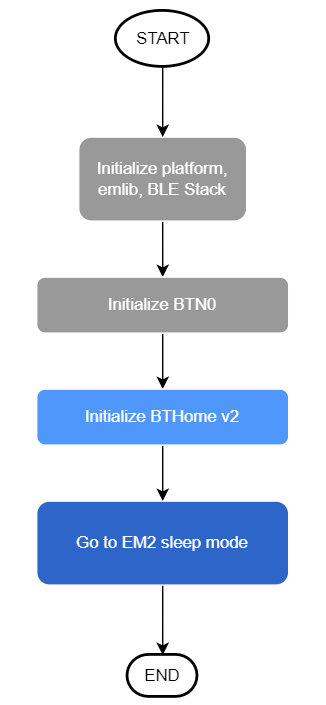 START
Initialize platform,
emlib, BLE Stack
Initialize BTN0
Initialize BTHome v2
Go to EM2 sleep mode
END